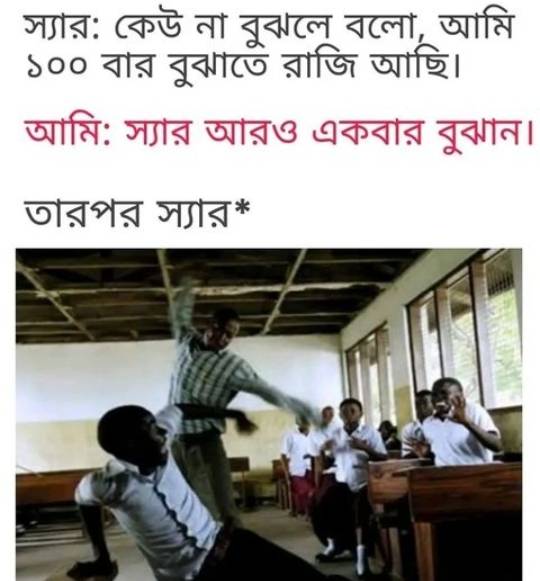 স্যার: কেউ না বুঝলে বলো, আমি
১০০ বার বুঝাতে রাজি আছি।
আমি: স্যার আরও একবার বুঝান।
তারপর স্যার*